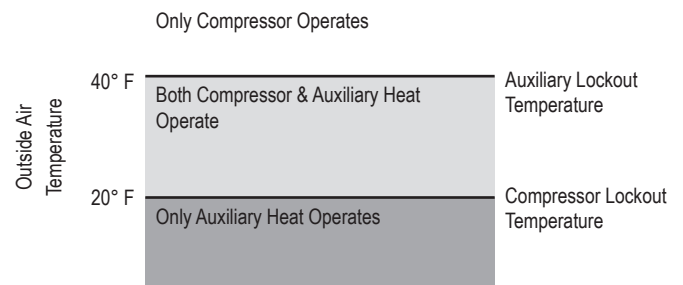 Only Compressor Operates
40° F
Both Compressor & Auxiliary Heat
Operate
Auxiliary Lockout
Temperature
Outside Air
Temperature
20° F
Only Auxiliary Heat Operates
Compressor Lockout
Temperature